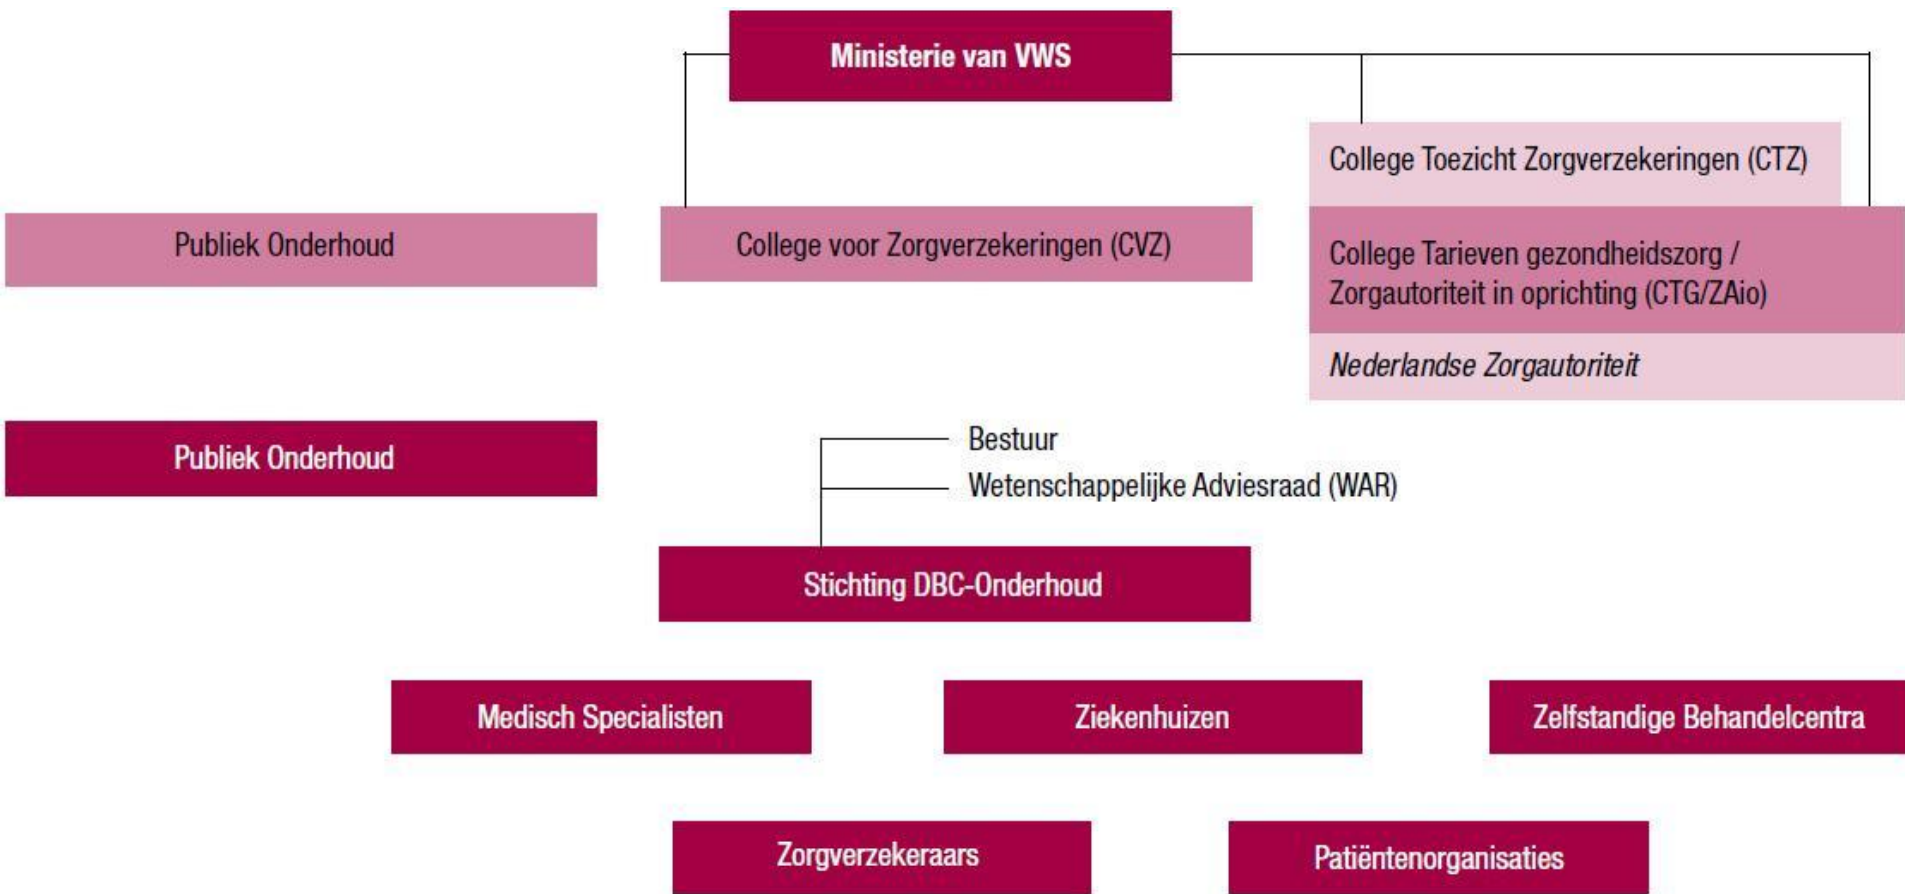 Ministerie van VWS
College Toezicht Zorgverzekeringen (CTZ)
Publiek Onderhoud
College voor Zorgverzekeringen (CVZ)
College Tarieven gezondheidszorg /
Zorgautoriteit in oprichting (CTG/ZAio)
Nederlandse Zorgautoriteit
Publiek Onderhoud
Bestuur
Wetenschappelijke Adviesraad (WAR)
Stichting DBC-Onderhoud
Medisch Specialisten
Ziekenhuizen
Zelfstandige Behandelcentra
Zorgverzekeraars
Patiëntenorganisaties